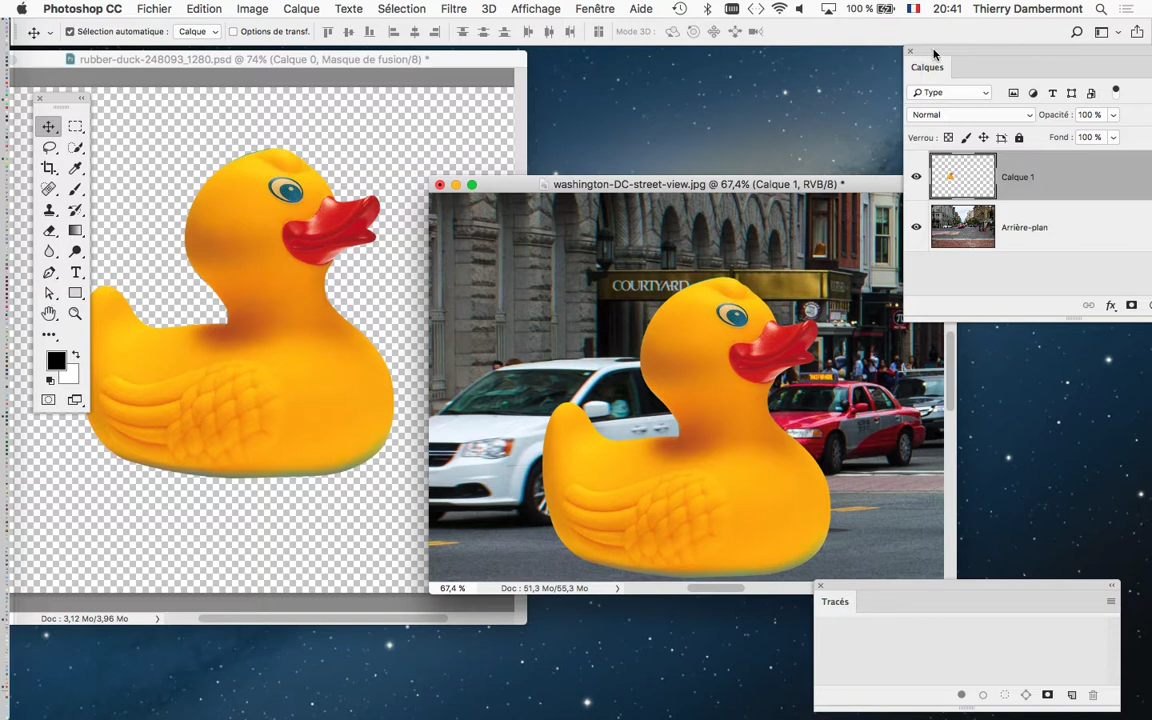 Photoshop CC Fichier Edition Image Calque Texte Sélection Filtre 3D Affichage Fenêtre Aide 100 % 20:41 Thierry Dambermont
Sélection automatique : Calque Options de transf. Mode 3D :
rubber-duck-248093_1280.psd @ 74% (Calque 0, Masque de fusion/8) *
Calques
Type
Normal Opacité : 100 %
Verrou : Fond : 100 %
Calque 1
Arrière-plan
washington-DC-street-view.jpg @ 67,4% (Calque 1, RVB/8) *
COURTYARD
67,4 % Doc : 51,3 Mo/55,3 Mo
Doc : 3,12 Mo/3,96 Mo
Tracés